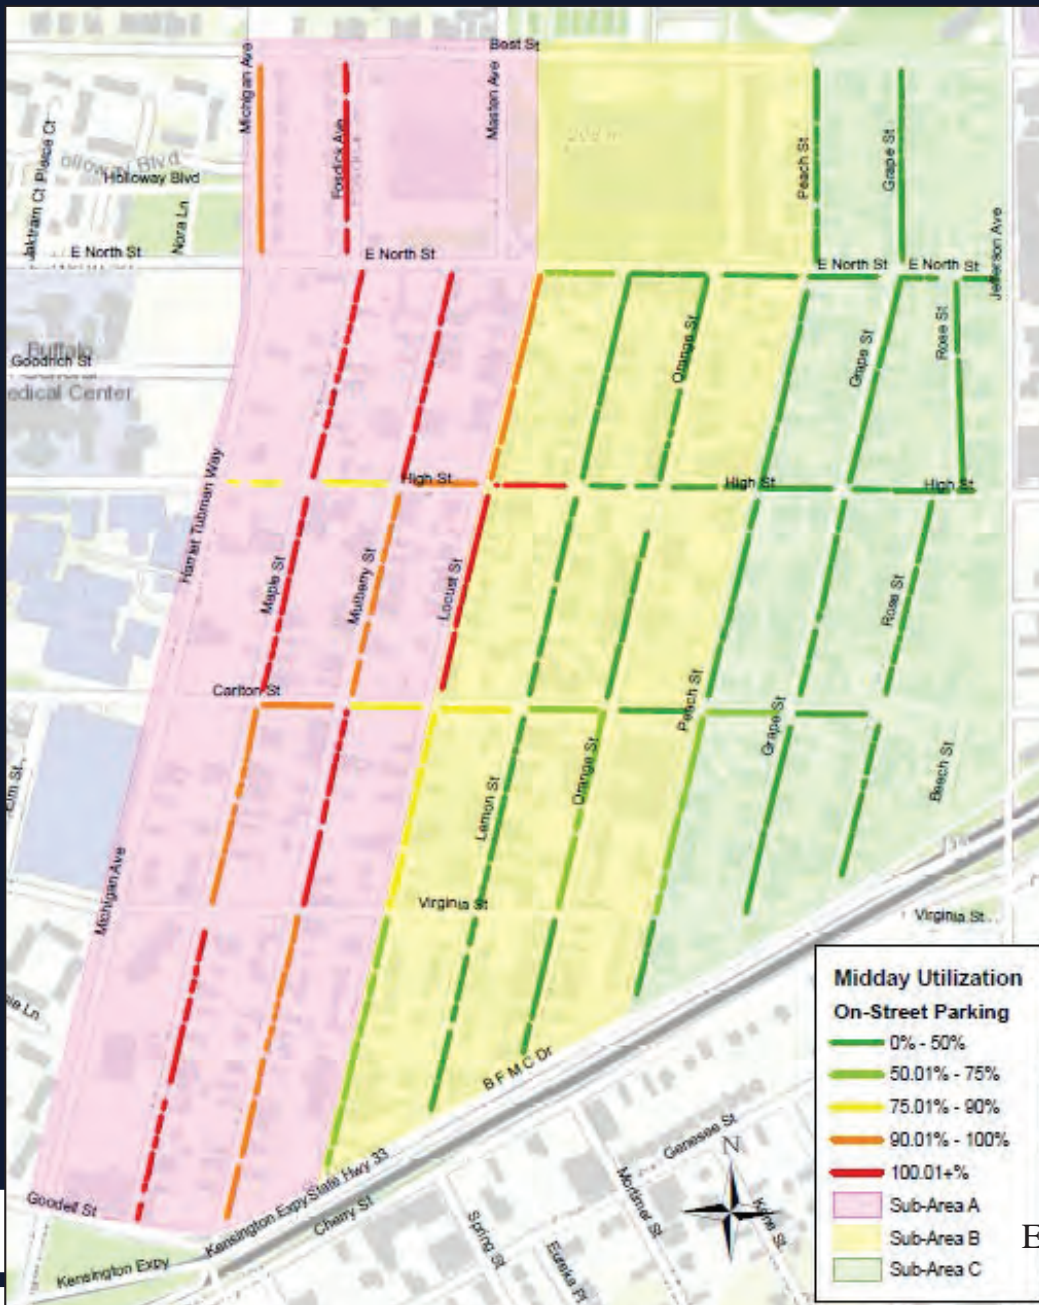 Best St
Michigan Ave
Fosdick Ave
Masten Ave
Peach St
Grape St
Jefferson Ave
Pierce Ct
Holloway Blvd
Nora Ln
E North St
E North St
E North St
E North St
Buffalo
General
edical Center
Goodrich St
Orange St
Grape St
Rose St
High St
High St
High St
Harriet Tubman Way
Maple St
Mulberry St
Locust St
Rose St
Carlton St
Peach St
Grape St
Orange St
Lemon St
Beech St
Michigan Ave
Virginia St
Virginia St
B F M C Dr
Goodell St
Kensington Expy
Kensington Expy
State Hwy 33
Cherry St
Spring St
Eureka Pl
Mortimer St
Genesee St
N
Midday Utilization
On-Street Parking
0% - 50%
50.01% - 75%
75.01% - 90%
90.01% - 100%
100.01+%
Sub-Area A
Sub-Area B
Sub-Area C
E